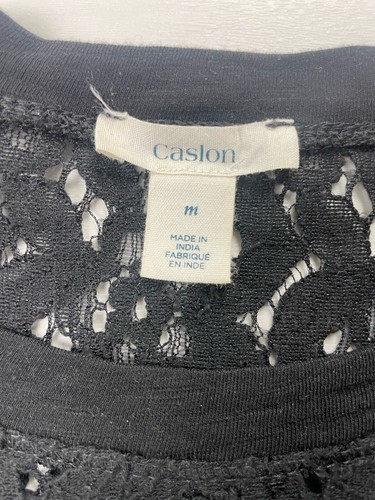 Caslon
m
MADE IN
INDIA
FABRIQUÉ
EN INDE